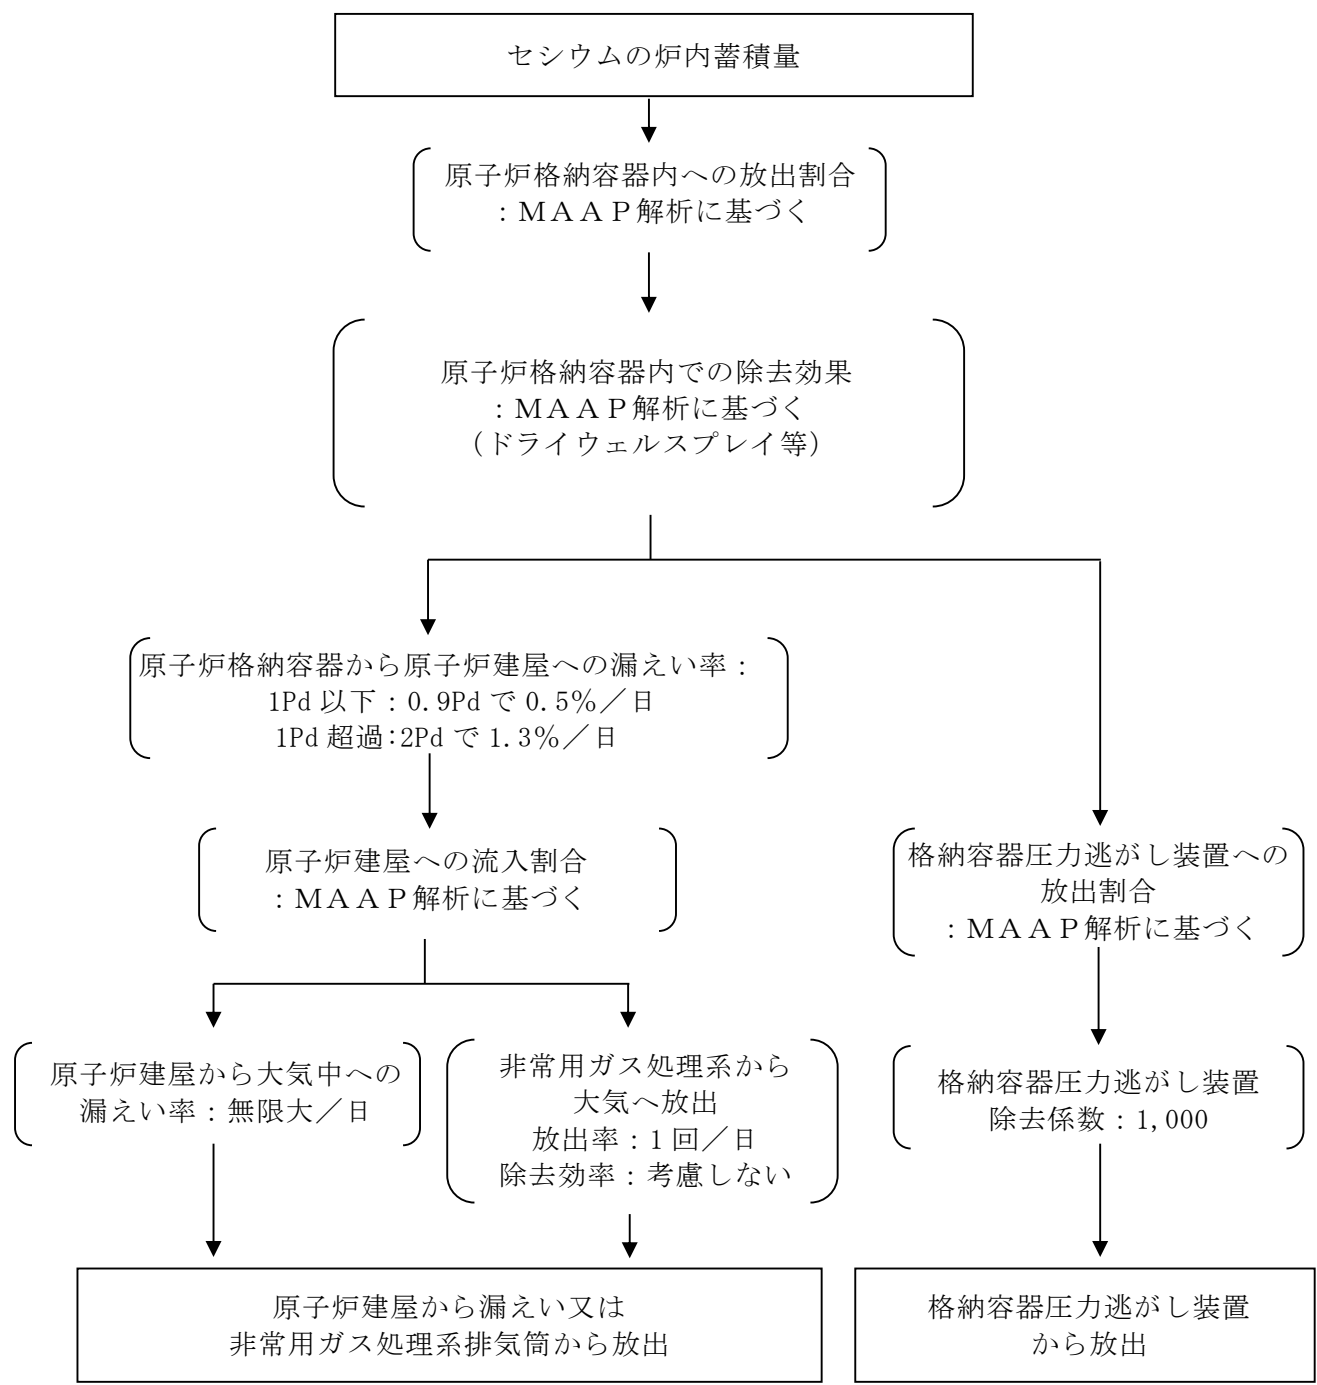 セシウムの炉内蓄積量
原子炉格納容器内への放出割合
：ＭＡＡＰ解析に基づく
原子炉格納容器内での除去効果
：ＭＡＡＰ解析に基づく
（ドライウェルスプレイ等）
原子炉格納容器から原子炉建屋への漏えい率：
1Pd 以下：0.9Pd で 0.5％／日
1Pd 超過：2Pd で 1.3％／日
原子炉建屋への流入割合
：ＭＡＡＰ解析に基づく
格納容器圧力逃がし装置への
放出割合
：ＭＡＡＰ解析に基づく
原子炉建屋から大気中への
漏えい率：無限大／日
非常用ガス処理系から
大気へ放出
放出率：1 回／日
除去効率：考慮しない
格納容器圧力逃がし装置
除去係数：1,000
原子炉建屋から漏えい又は
非常用ガス処理系排気筒から放出
格納容器圧力逃がし装置
から放出